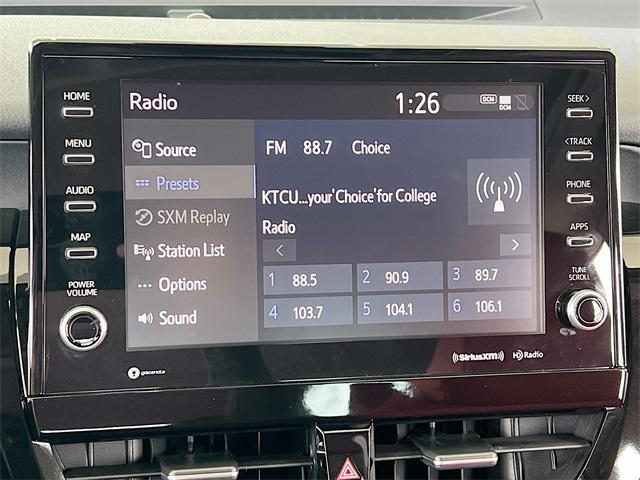 HOME
MENU
AUDIO
MAP
POWER
VOLUME
Radio
1:26
DCM
DCM
Source
Presets
SXM Replay
Station List
Options
Sound
FM 88.7 Choice
KTCU...your'Choice'for College
Radio
1 88.5 2 90.9 3 89.7
4 103.7 5 104.1 6 106.1
SEEK>
<TRACK
PHONE
APPS
TUNE
SCROLL
gracenote
((SiriusXM)) HD Radio